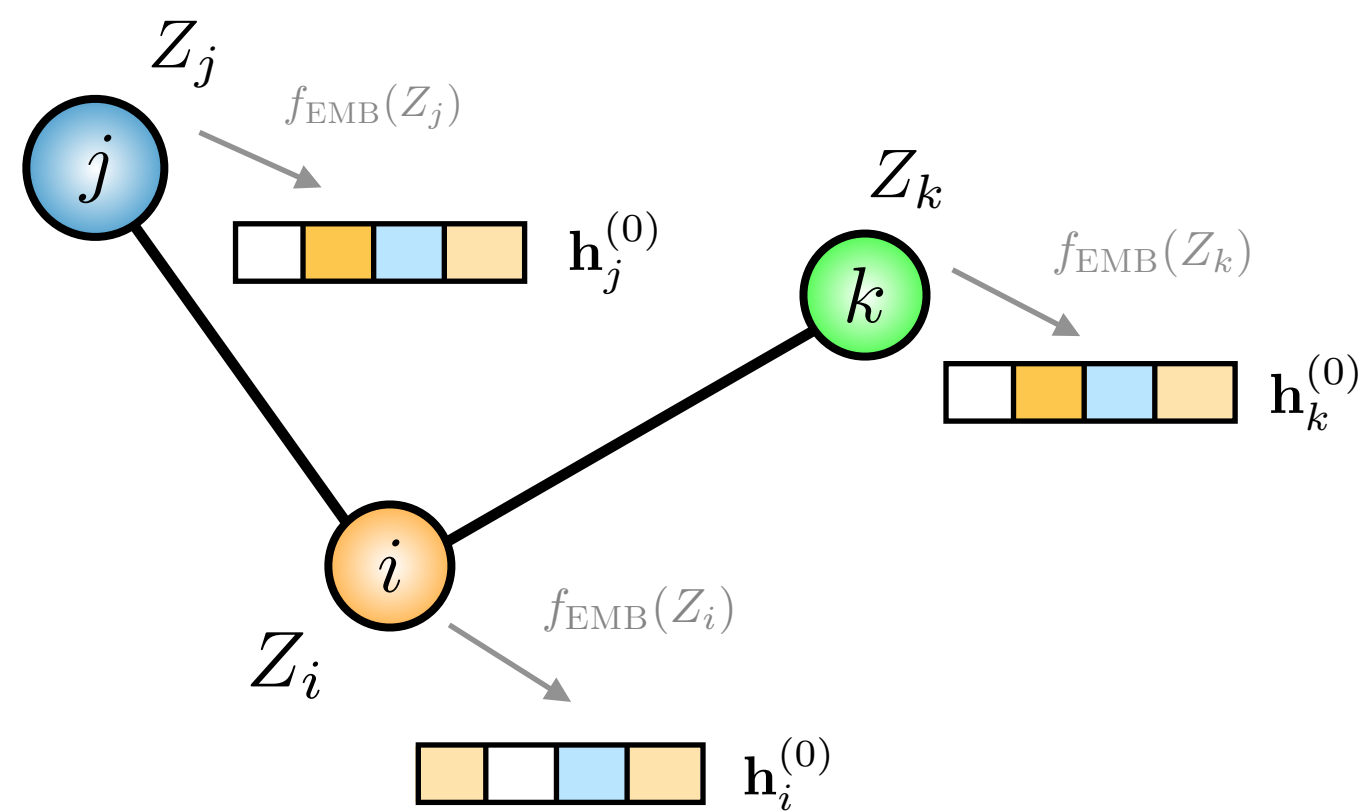 Z_j
f_EMB(Z_j)
j
h_j^(0)
Z_k
f_EMB(Z_k)
k
h_k^(0)
i
f_EMB(Z_i)
Z_i
h_i^(0)